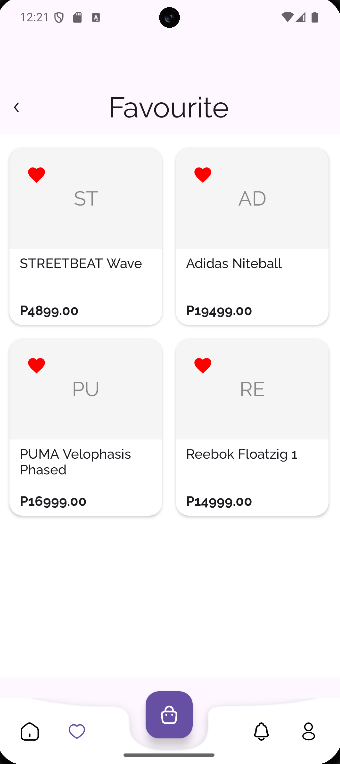 12:21
Favourite
ST
AD
STREETBEAT Wave
Adidas Niteball
P4899.00
P19499.00
PU
RE
PUMA Velophasis
Phased
Reebok Floatzig 1
P16999.00
P14999.00